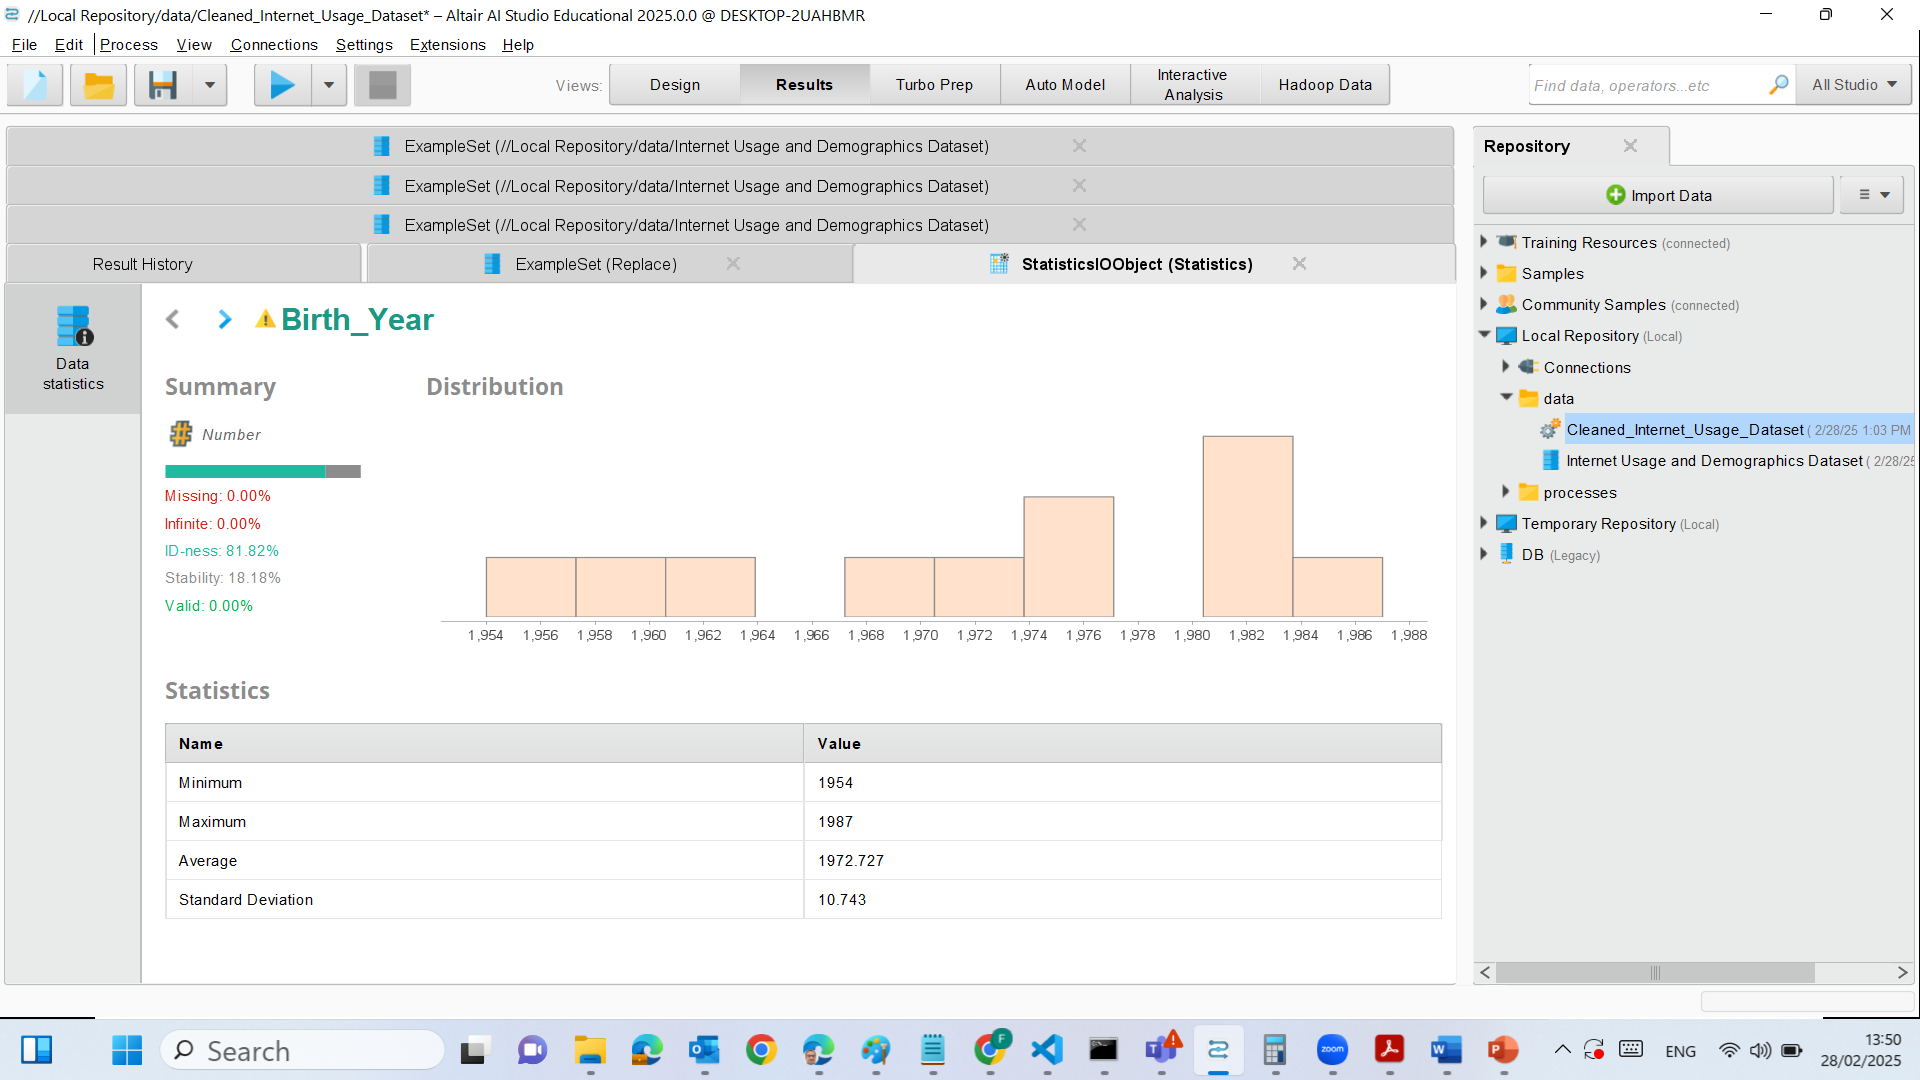 //Local Repository/data/Cleaned_Internet_Usage_Dataset* – Altair AI Studio Educational 2025.0.0 @ DESKTOP-2UAHBMR
File Edit Process View Connections Settings Extensions Help
Views: Design Results Turbo Prep Auto Model Interactive Analysis Hadoop Data
Find data, operators...etc All Studio
ExampleSet (//Local Repository/data/Internet Usage and Demographics Dataset)
ExampleSet (//Local Repository/data/Internet Usage and Demographics Dataset)
ExampleSet (//Local Repository/data/Internet Usage and Demographics Dataset)
Result History ExampleSet (Replace) StatisticsIOObject (Statistics)
Data
statistics
Birth_Year
Summary
Number
Missing: 0.00%
Infinite: 0.00%
ID-ness: 81.82%
Stability: 18.18%
Valid: 0.00%
Distribution
1,954 1,956 1,958 1,960 1,962 1,964 1,966 1,968 1,970 1,972 1,974 1,976 1,978 1,980 1,982 1,984 1,986 1,988
Statistics
Name Value
Minimum 1954
Maximum 1987
Average 1972.727
Standard Deviation 10.743
Repository
Import Data
Training Resources (connected)
Samples
Community Samples (connected)
Local Repository (Local)
Connections
data
Cleaned_Internet_Usage_Dataset ( 2/28/25 1:03 PM
Internet Usage and Demographics Dataset ( 2/28/25
processes
Temporary Repository (Local)
DB (Legacy)
Search
F
zoom
ENG
13:50
28/02/2025